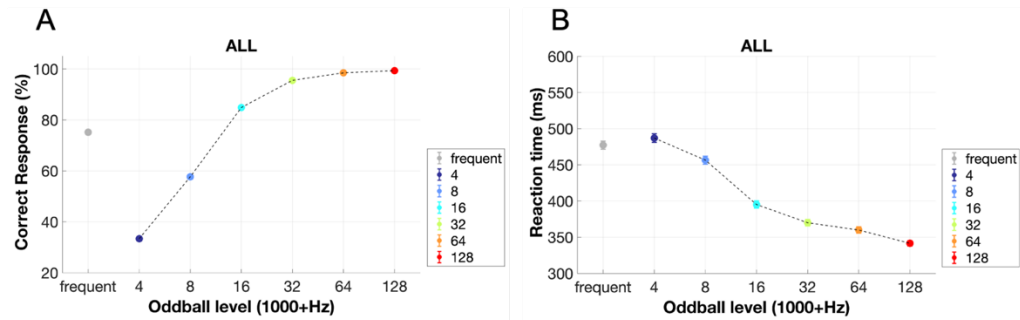 A
ALL
Correct Response (%)
100
80
60
40
20
frequent 4 8 16 32 64 128
Oddball level (1000+Hz)
frequent
4
8
16
32
64
128
B
ALL
Reaction time (ms)
600
550
500
450
400
350
300
frequent 4 8 16 32 64 128
Oddball level (1000+Hz)
frequent
4
8
16
32
64
128